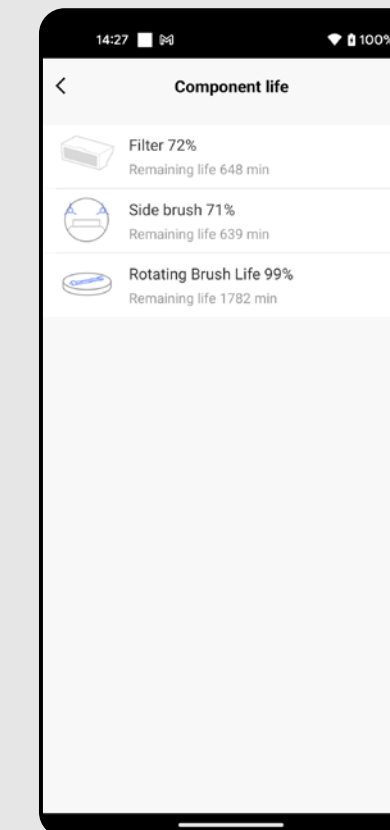 14:27
100%
Component life
Filter 72%
Remaining life 648 min
Side brush 71%
Remaining life 639 min
Rotating Brush Life 99%
Remaining life 1782 min